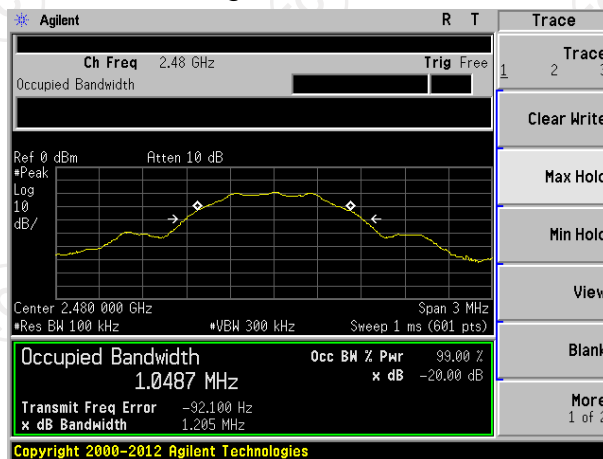 Agilent R T Trace
Ch Freq 2.48 GHz Trig Free
Occupied Bandwidth
Trace
1 2 3
Clear Write
Max Hold
Min Hold
View
Blank
More
1 of 2
Ref 0 dBm Atten 10 dB
#Peak
Log
10
dB/
Center 2.480 000 GHz Span 3 MHz
#Res BW 100 kHz #VBW 300 kHz Sweep 1 ms (601 pts)
Occupied Bandwidth Occ BW % Pwr 99.00 %
1.0487 MHz x dB -20.00 dB
Transmit Freq Error -92.100 Hz
x dB Bandwidth 1.205 MHz
Copyright 2000-2012 Agilent Technologies